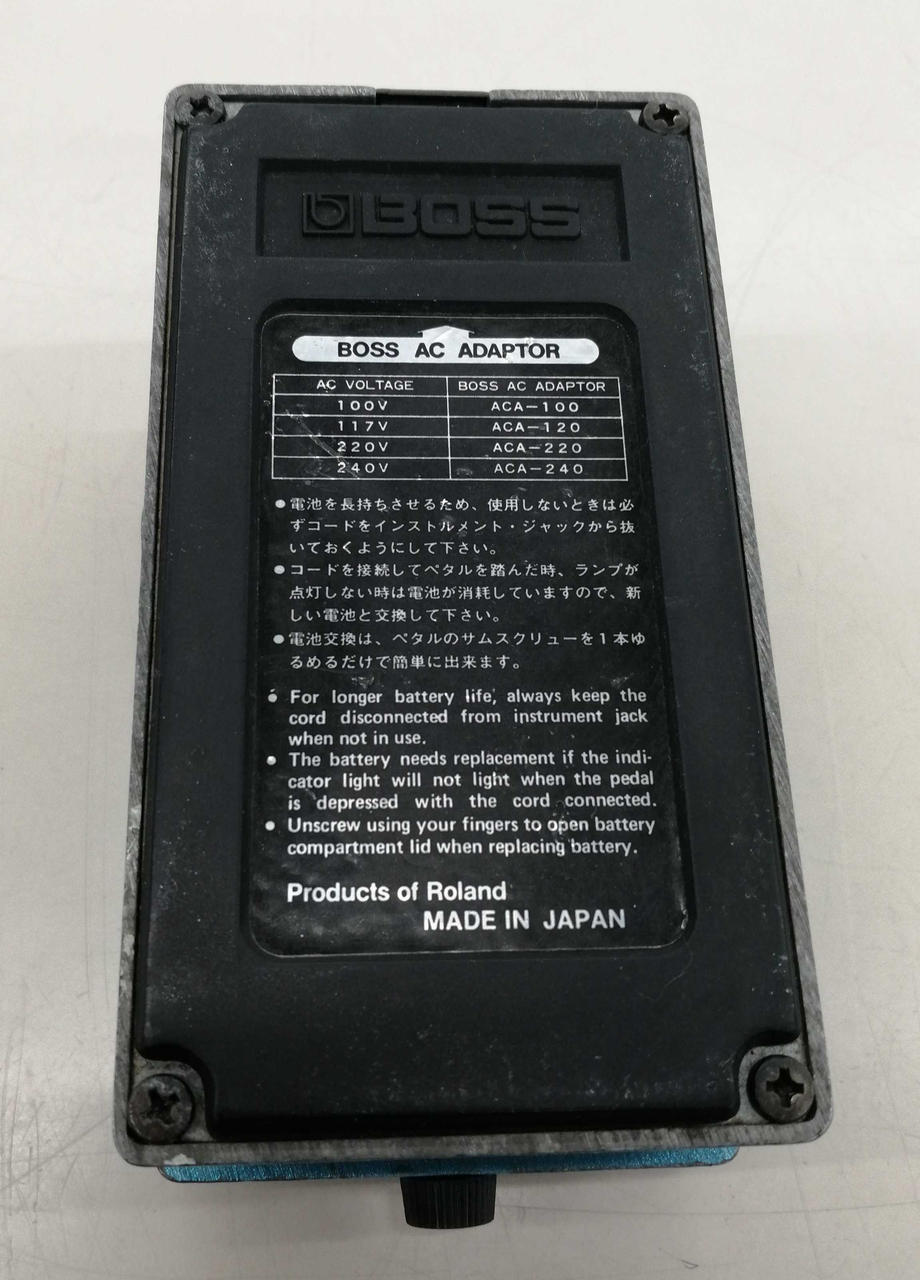 BOSS
BOSS AC ADAPTOR
AC VOLTAGE BOSS AC ADAPTOR
100V ACA-100
117V ACA-120
220V ACA-220
240V ACA-240
●電池を長持ちさせるため、使用しないときは必
ずコードをインストルメント・ジャックから抜
いておくようにして下さい。
●コードを接続してペタルを踏んだ時、ランプが
点灯しない時は電池が消耗していますので、新
しい電池と交換して下さい。
●電池交換は、ペタルのサムスクリューを1本ゆ
るめるだけで簡単に出来ます。
● For longer battery life, always keep the
cord disconnected from instrument jack
when not in use.
● The battery needs replacement if the indi-
cator light will not light when the pedal
is depressed with the cord connected.
● Unscrew using your fingers to open battery
compartment lid when replacing battery.
Products of Roland
MADE IN JAPAN